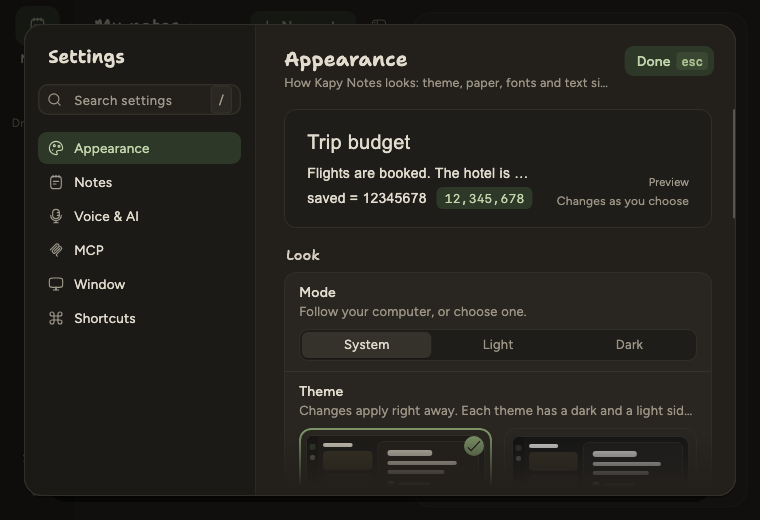 My notes
Settings
Search settings
/
Appearance
Notes
Voice & AI
MCP
Window
Shortcuts
Appearance
How Kapy Notes looks: theme, paper, fonts and text si…
Done esc
Trip budget
Flights are booked. The hotel is …
saved = 12345678 12,345,678
Preview
Changes as you choose
Look
Mode
Follow your computer, or choose one.
System
Light
Dark
Theme
Changes apply right away. Each theme has a dark and a light sid…